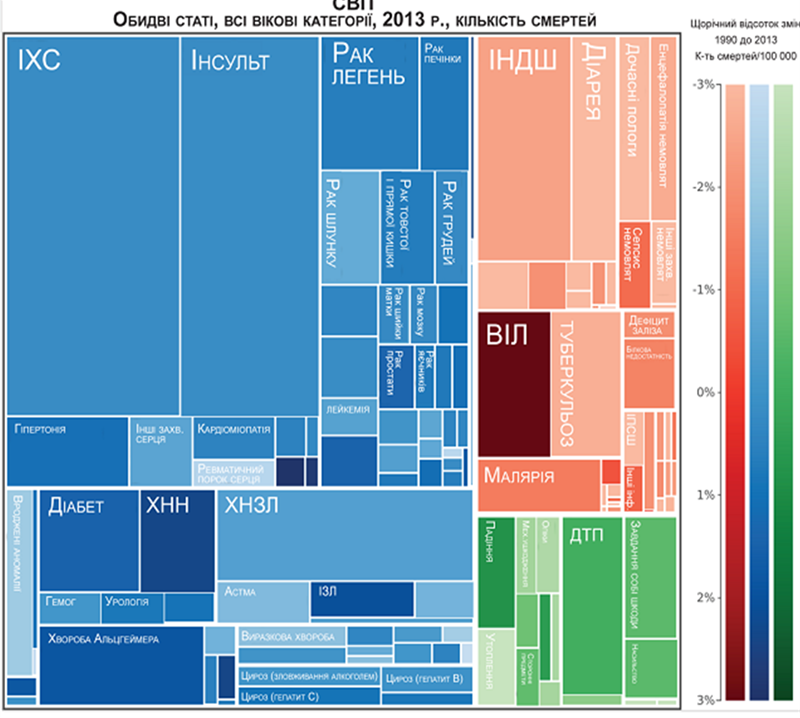 СВІТ
Обидві статі, всі вікові категорії, 2013 р., кількість смертей
Щорічний відсоток змін
1990 до 2013
К-ть смертей/100 000
ІХС
Інсульт
Рак
легень
Рак
печінки
Рак шлунку
Рак товстої
і прямої кишки
Рак грудей
Рак шийки
матки
Рак мозку
Рак
простати
Рак
яєчників
лейкемія
Гіпертонія
Інші захв.
серця
Кардіоміопатія
Ревматичний
порок серця
ІНДШ
Діарея
Дочасні пологи
Енцефалопатія немовлят
Сепсис
немовлят
Інші захв.
немовлят
ВІЛ
Туберкульоз
Дефіцит
заліза
Білкова
недостатність
ІПСШ
Інші інф.
Малярія
Вроджені аномалії
Діабет
ХНН
ХНЗЛ
Гемог
Урологія
Астма
ІЗЛ
Хвороба Альцгеймера
Виразкова хвороба
Цироз (зловживання алкоголем)
Цироз (гепатит B)
Цироз (гепатит C)
Падіння
ДТП
Завдання собі шкоди
Утоплення
Насильство
-3%
-2%
-1%
0%
1%
2%
3%